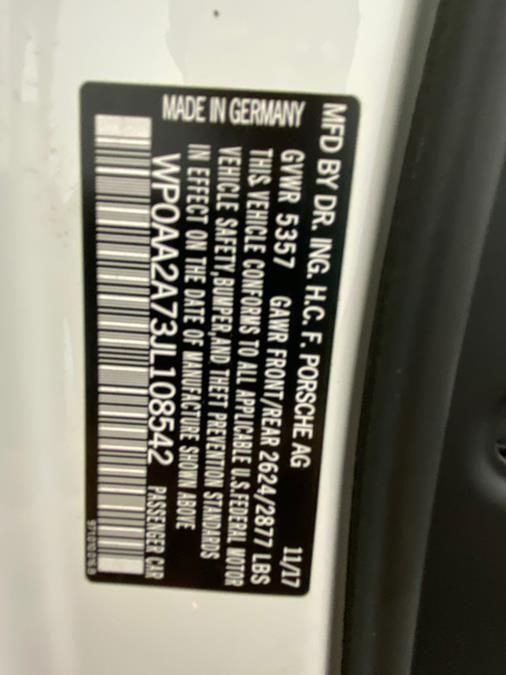 MFD BY DR. ING. H.C. F. PORSCHE AG
GVWR 5357 GAWR FRONT/REAR 2624/2877 LBS 11/17
THIS VEHICLE CONFORMS TO ALL APPLICABLE U.S.FEDERAL MOTOR
VEHICLE SAFETY,BUMPER,AND THEFT PREVENTION STANDARDS
IN EFFECT ON THE DATE OF MANUFACTURE SHOWN ABOVE
WP0AA2A73JL108542 PASSENGER CAR
MADE IN GERMANY